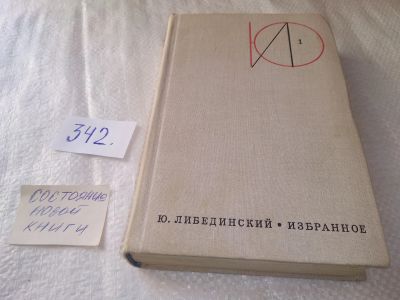 1
342.
СОСТОЯНИЕ
НОВОЙ
КНИГИ
Ю. ЛИБЕДИНСКИЙ • ИЗБРАННОЕ